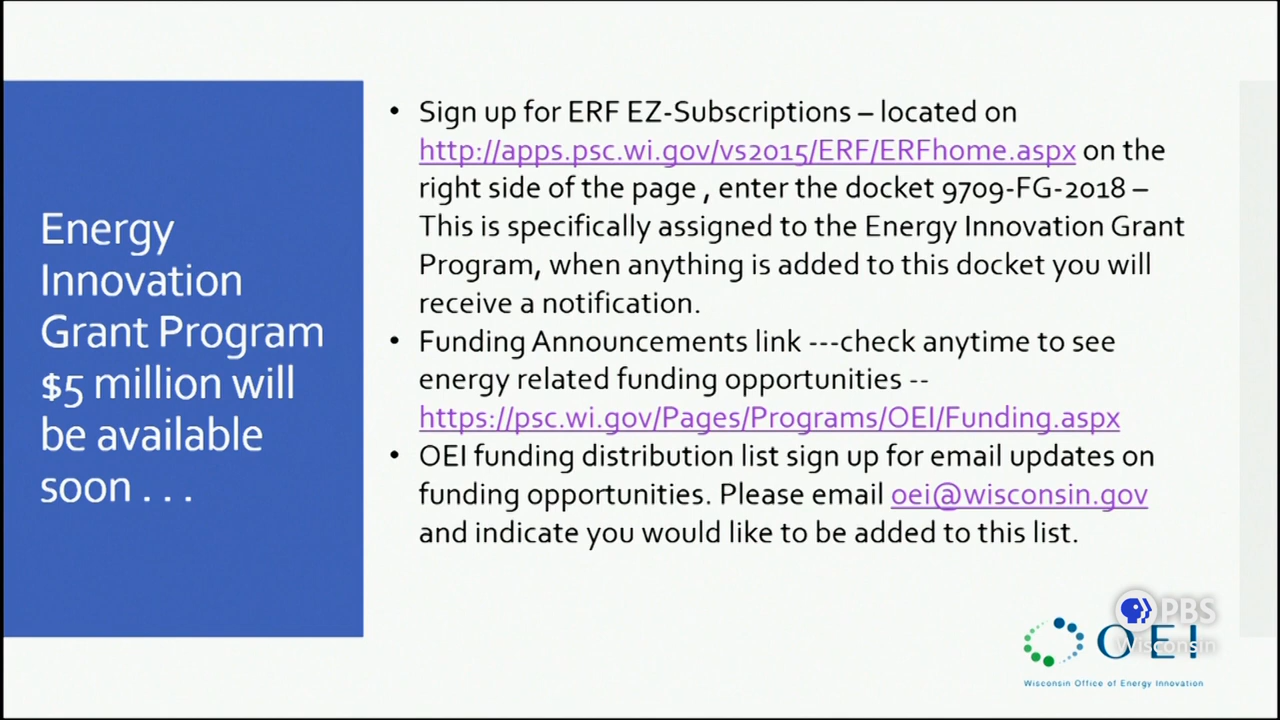 Energy
Innovation
Grant Program
$5 million will
be available
soon . . .
• Sign up for ERF EZ-Subscriptions – located on
http://apps.psc.wi.gov/vs2015/ERF/ERFhome.aspx on the
right side of the page , enter the docket 9709-FG-2018 –
This is specifically assigned to the Energy Innovation Grant
Program, when anything is added to this docket you will
receive a notification.
• Funding Announcements link ---check anytime to see
energy related funding opportunities --
https://psc.wi.gov/Pages/Programs/OEI/Funding.aspx
• OEI funding distribution list sign up for email updates on
funding opportunities. Please email oei@wisconsin.gov
and indicate you would like to be added to this list.
PBS
Wisconsin
OEI
Wisconsin Office of Energy Innovation